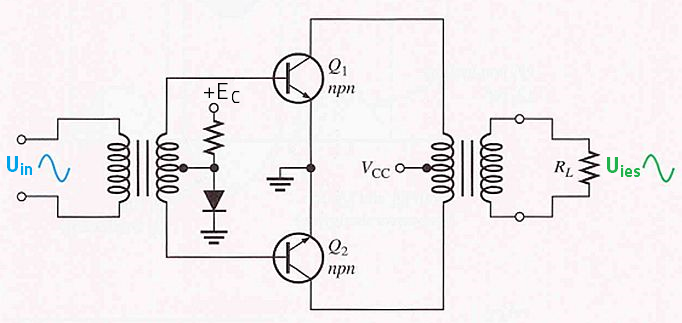 Q1
npn
+EC
Uin
VCC
RL
Uies
Q2
npn